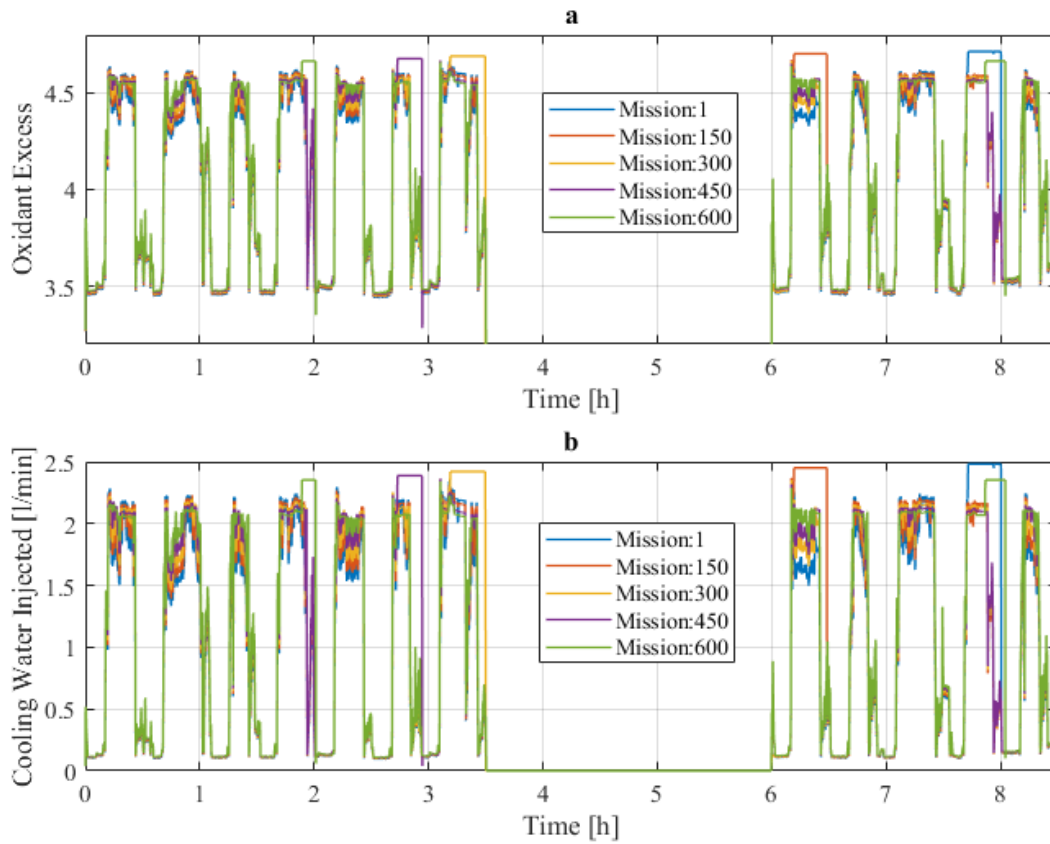 a
4.5
4
3.5
Oxidant Excess
Mission:1
Mission:150
Mission:300
Mission:450
Mission:600
0 1 2 3 4 5 6 7 8
Time [h]
b
2.5
2
1.5
1
0.5
0
Cooling Water Injected [l/min]
Mission:1
Mission:150
Mission:300
Mission:450
Mission:600
0 1 2 3 4 5 6 7 8
Time [h]